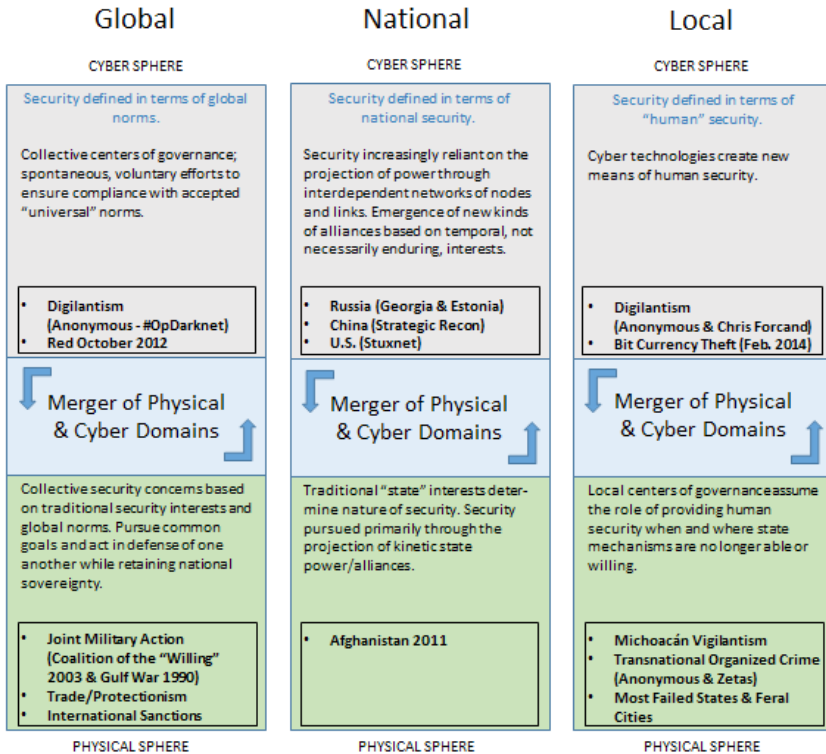 Global
CYBER SPHERE
Security defined in terms of global
norms.
Collective centers of governance;
spontaneous, voluntary efforts to
ensure compliance with accepted
“universal” norms.
• Digilantism
(Anonymous - #OpDarknet)
• Red October 2012
Merger of Physical
& Cyber Domains
Collective security concerns based
on traditional security interests and
global norms. Pursue common
goals and act in defense of one
another while retaining national
sovereignty.
• Joint Military Action
(Coalition of the “Willing”
2003 & Gulf War 1990)
• Trade/Protectionism
• International Sanctions
PHYSICAL SPHERE
National
CYBER SPHERE
Security defined in terms of
national security.
Security increasingly reliant on the
projection of power through
interdependent networks of nodes
and links. Emergence of new kinds
of alliances based on temporal, not
necessarily enduring, interests.
• Russia (Georgia & Estonia)
• China (Strategic Recon)
• U.S. (Stuxnet)
Merger of Physical
& Cyber Domains
Traditional “state” interests deter-
mine nature of security. Security
pursued primarily through the
projection of kinetic state
power/alliances.
• Afghanistan 2011
PHYSICAL SPHERE
Local
CYBER SPHERE
Security defined in terms of
“human” security.
Cyber technologies create new
means of human security.
• Digilantism
(Anonymous & Chris Forcand)
• Bit Currency Theft (Feb. 2014)
Merger of Physical
& Cyber Domains
Local centers of governance assume
the role of providing human
security when and where state
mechanisms are no longer able or
willing.
• Michoacán Vigilantism
• Transnational Organized Crime
(Anonymous & Zetas)
• Most Failed States & Feral
Cities
PHYSICAL SPHERE